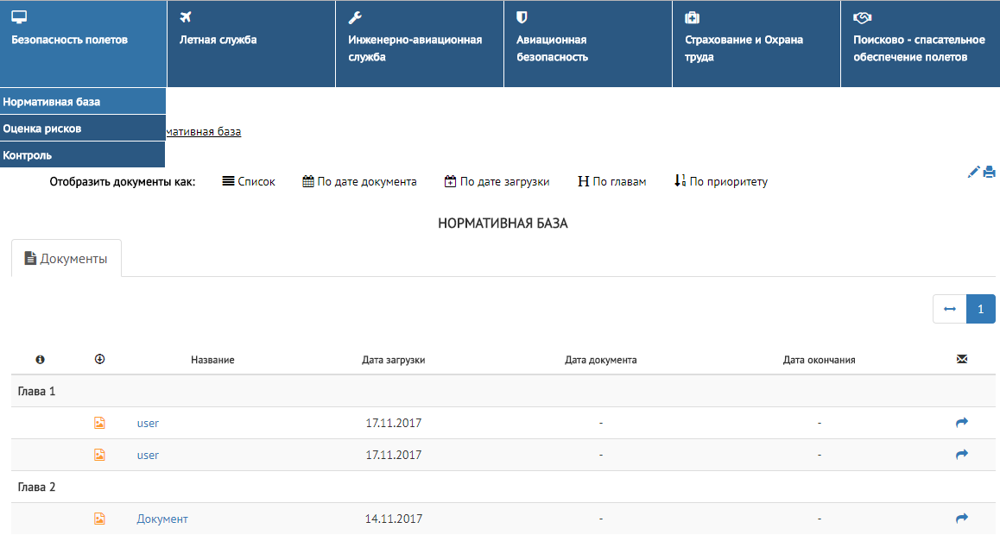 Безопасность полетов
Летная служба
Инженерно-авиационная
служба
Авиационная
безопасность
Страхование и Охрана
труда
Поисково - спасательное
обеспечение полетов
Нормативная база
Оценка рисков
Контроль
мативная база
Отобразить документы как:
Список
По дате документа
По дате загрузки
H По главам
По приоритету
НОРМАТИВНАЯ БАЗА
Документы
1
Название
Дата загрузки
Дата документа
Дата окончания
Глава 1
user 17.11.2017 - -
user 17.11.2017 - -
Глава 2
Документ 14.11.2017 - -